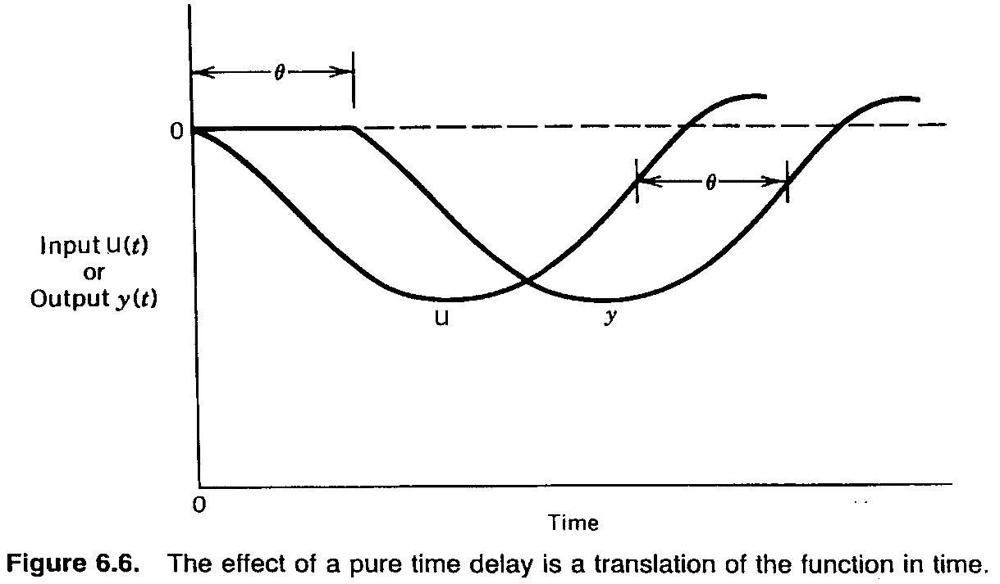 θ
0
θ
Input u(t)
or
Output y(t)
u
y
0
Time
Figure 6.6. The effect of a pure time delay is a translation of the function in time.